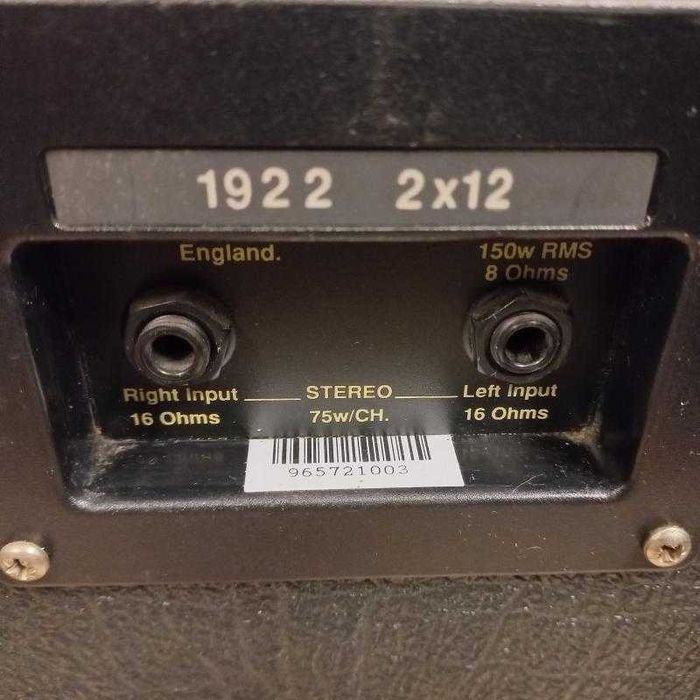 1922 2x12
England. 150w RMS
8 Ohms
Right Input STEREO Left Input
16 Ohms 75w/CH. 16 Ohms
965721003